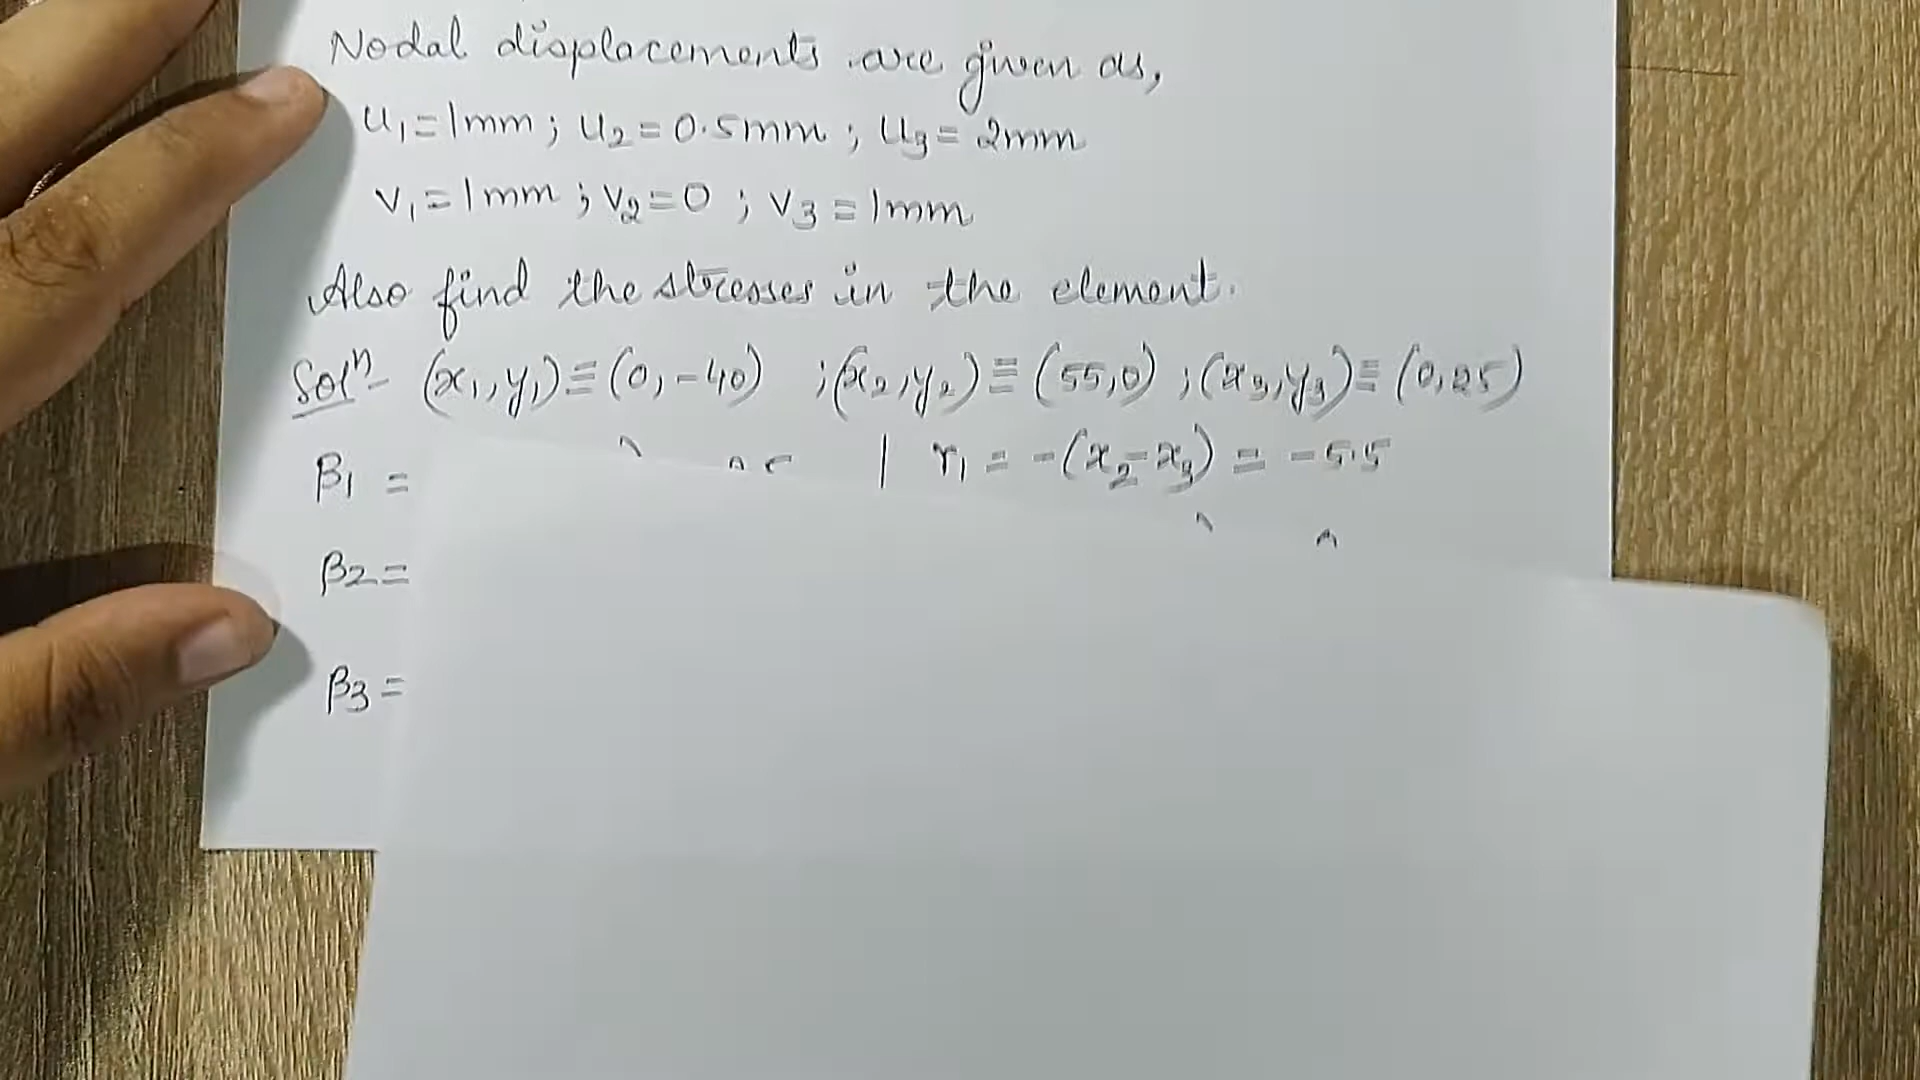 Nodal displacements are given as,
u₁ = 1mm ; u₂ = 0.5mm ; u₃ = 2mm
v₁ = 1mm ; v₂ = 0 ; v₃ = 1mm
Also find the stresses in the element.
Solⁿ- (x₁,y₁) ≡ (0,-40) ; (x₂,y₂) ≡ (55,0) ; (x₃,y₃) ≡ (0,25)
β₁ = | γ₁ = -(x₂-x₃) = -55
β₂ =
β₃ =